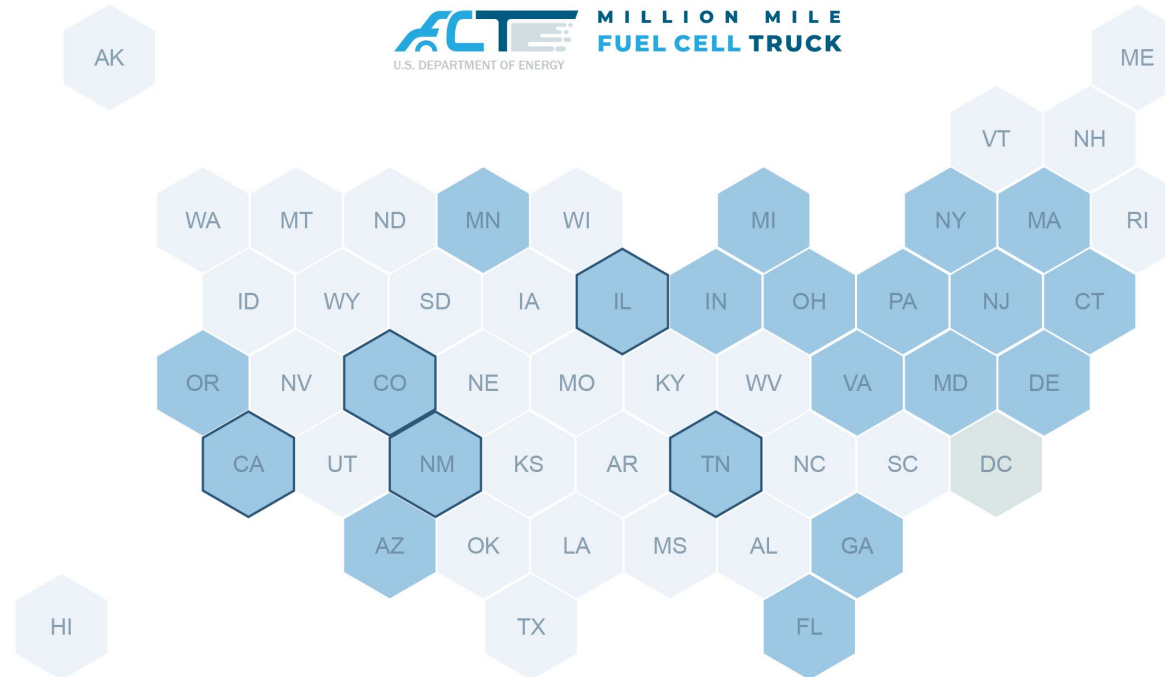 MILLION MILE
FUEL CELL TRUCK
U.S. DEPARTMENT OF ENERGY
AK
ME
VT NH
WA MT ND MN WI MI NY MA RI
ID WY SD IA IL IN OH PA NJ CT
OR NV CO NE MO KY WV VA MD DE
CA UT NM KS AR TN NC SC DC
AZ OK LA MS AL GA
HI TX FL